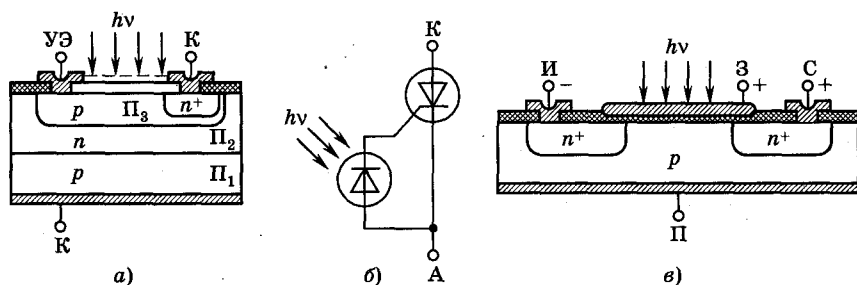 hν
УЭ
К
p
П₃
n⁺
n
П₂
p
П₁
К
а)
К
hν
А
б)
hν
И
−
З
+
С
+
n⁺
n⁺
p
П
в)